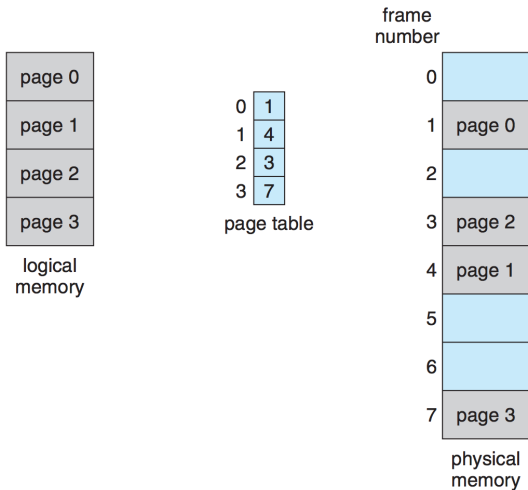 page 0
page 1
page 2
page 3
logical
memory
0 1
1 4
2 3
3 7
page table
frame
number
0
1 page 0
2
3 page 2
4 page 1
5
6
7 page 3
physical
memory